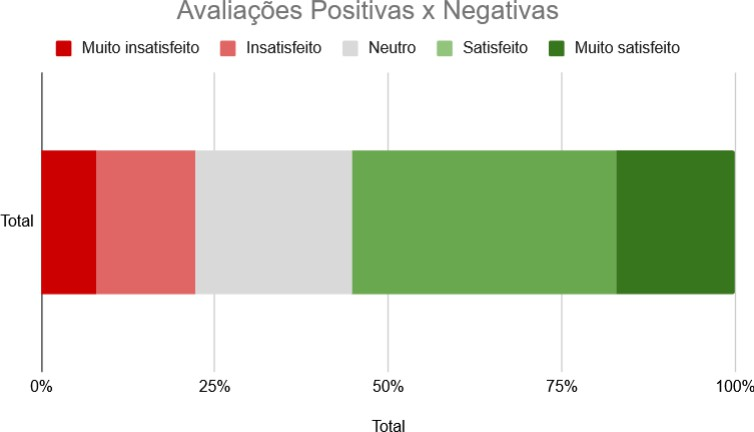 Avaliações Positivas x Negativas
Muito insatisfeito Insatisfeito Neutro Satisfeito Muito satisfeito
Total
0% 25% 50% 75% 100%
Total